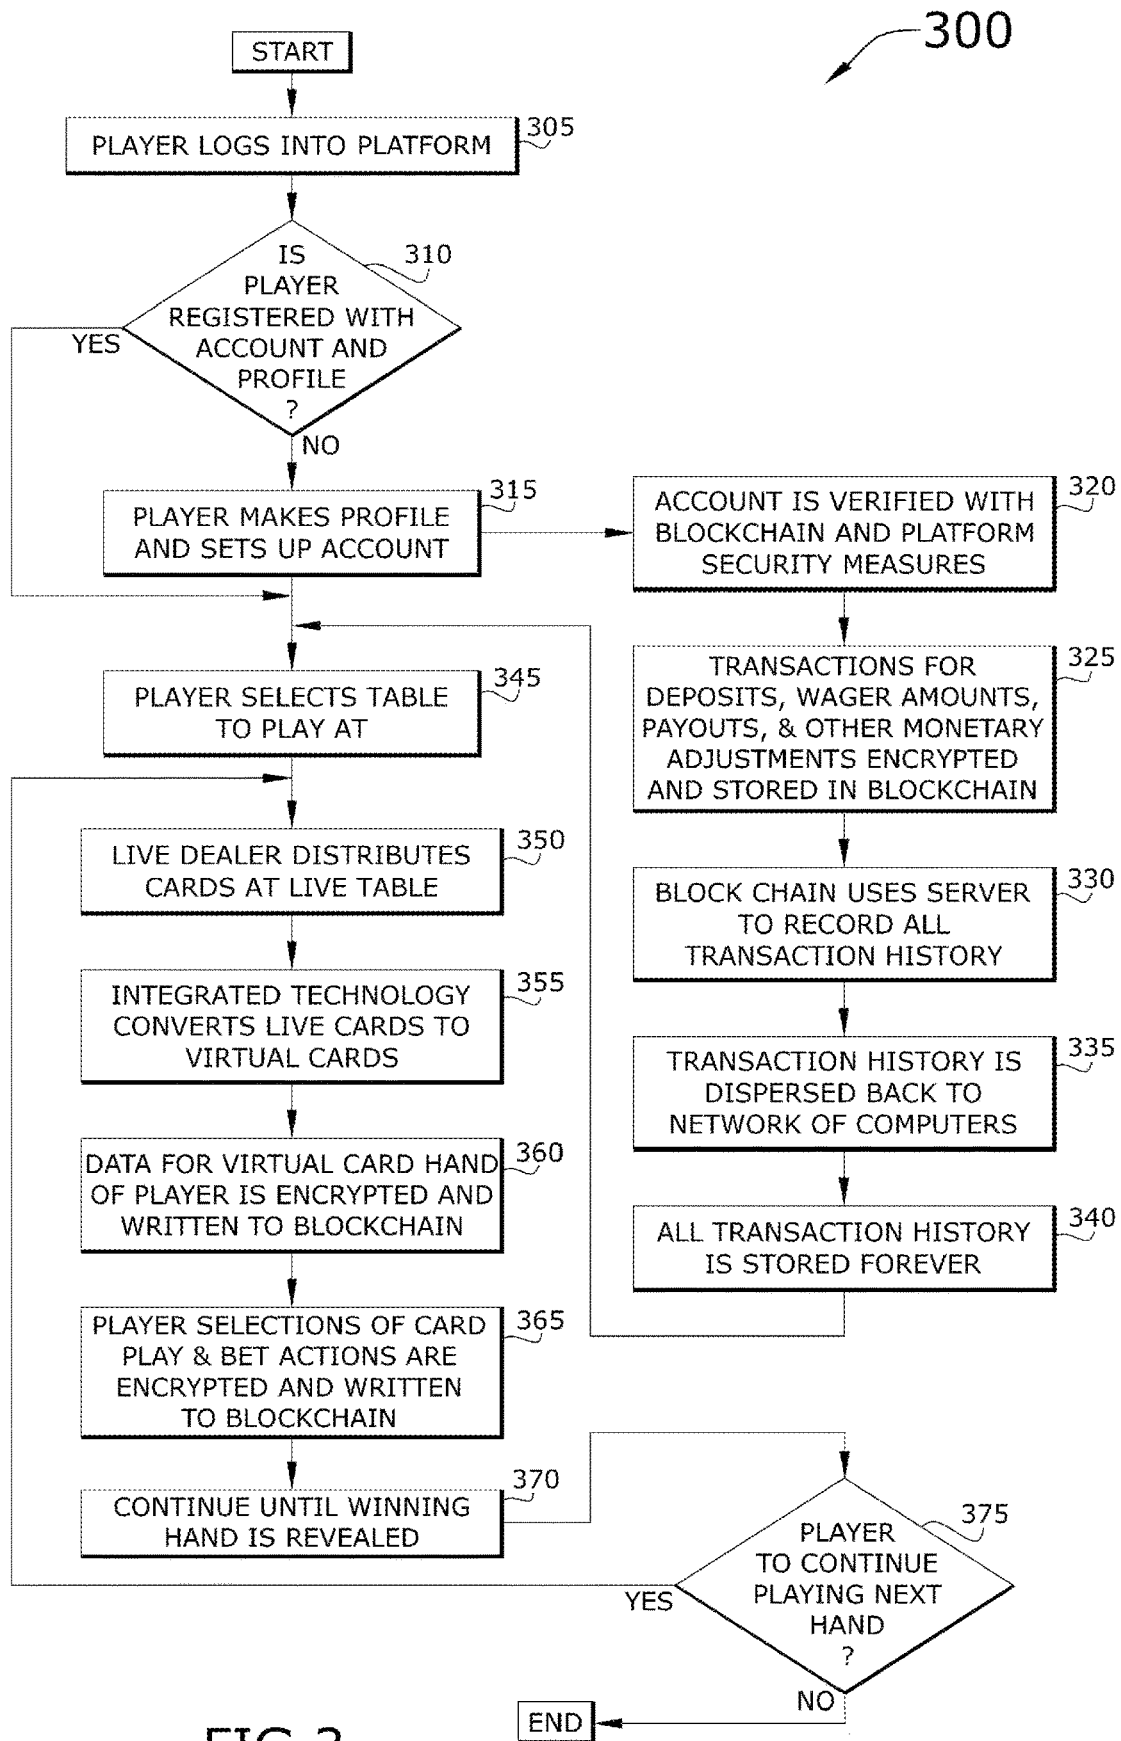 300
START
PLAYER LOGS INTO PLATFORM
305
IS
PLAYER
REGISTERED WITH
ACCOUNT AND
PROFILE
?
310
YES
NO
PLAYER MAKES PROFILE
AND SETS UP ACCOUNT
315
ACCOUNT IS VERIFIED WITH
BLOCKCHAIN AND PLATFORM
SECURITY MEASURES
320
TRANSACTIONS FOR
DEPOSITS, WAGER AMOUNTS,
PAYOUTS, & OTHER MONETARY
ADJUSTMENTS ENCRYPTED
AND STORED IN BLOCKCHAIN
325
BLOCK CHAIN USES SERVER
TO RECORD ALL
TRANSACTION HISTORY
330
TRANSACTION HISTORY IS
DISPERSED BACK TO
NETWORK OF COMPUTERS
335
ALL TRANSACTION HISTORY
IS STORED FOREVER
340
PLAYER SELECTS TABLE
TO PLAY AT
345
LIVE DEALER DISTRIBUTES
CARDS AT LIVE TABLE
350
INTEGRATED TECHNOLOGY
CONVERTS LIVE CARDS TO
VIRTUAL CARDS
355
DATA FOR VIRTUAL CARD HAND
OF PLAYER IS ENCRYPTED AND
WRITTEN TO BLOCKCHAIN
360
PLAYER SELECTIONS OF CARD
PLAY & BET ACTIONS ARE
ENCRYPTED AND WRITTEN
TO BLOCKCHAIN
365
CONTINUE UNTIL WINNING
HAND IS REVEALED
370
PLAYER
TO CONTINUE
PLAYING NEXT
HAND
?
375
YES
NO
END